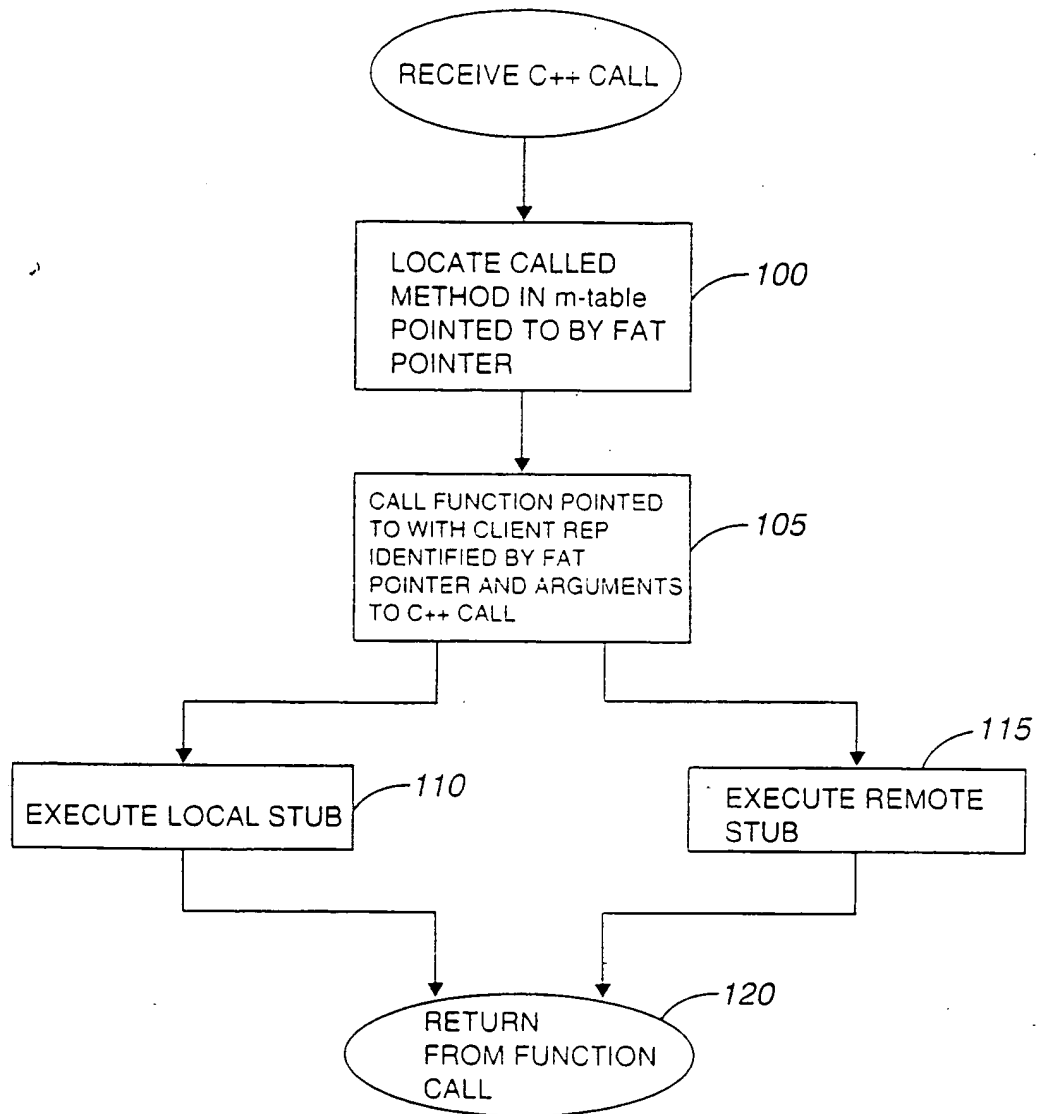 RECEIVE C++ CALL
LOCATE CALLED
METHOD IN m-table
POINTED TO BY FAT
POINTER
100
CALL FUNCTION POINTED
TO WITH CLIENT REP
IDENTIFIED BY FAT
POINTER AND ARGUMENTS
TO C++ CALL
105
EXECUTE LOCAL STUB
110
EXECUTE REMOTE
STUB
115
RETURN
FROM FUNCTION
CALL
120